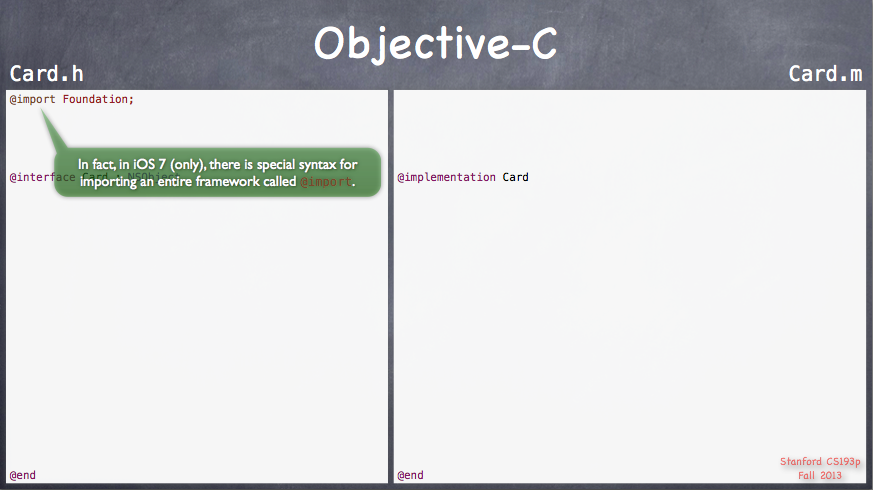 Objective-C
Card.h
Card.m
@import Foundation;
In fact, in iOS 7 (only), there is special syntax for
importing an entire framework called @import.
@interface Card : NSObject
@end
@implementation Card
@end
Stanford CS193p
Fall 2013